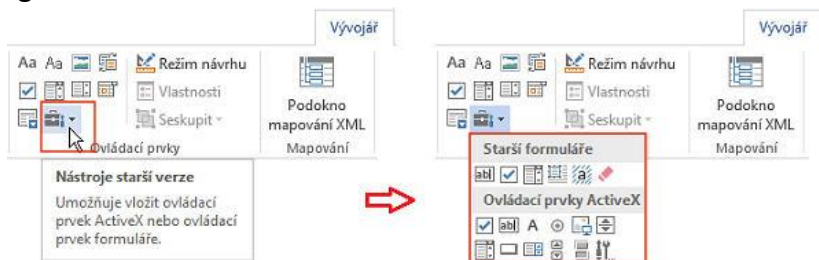 Vývojář
Aa Aa Režim návrhu
Vlastnosti
Seskupit
Podokno
mapování XML
Ovládací prvky
Mapování
Nástroje starší verze
Umožňuje vložit ovládací
prvek ActiveX nebo ovládací
prvek formuláře.
Vývojář
Aa Aa Režim návrhu
Vlastnosti
Seskupit
Podokno
mapování XML
Mapování
Starší formuláře
abl
a
Ovládací prvky ActiveX
abl A